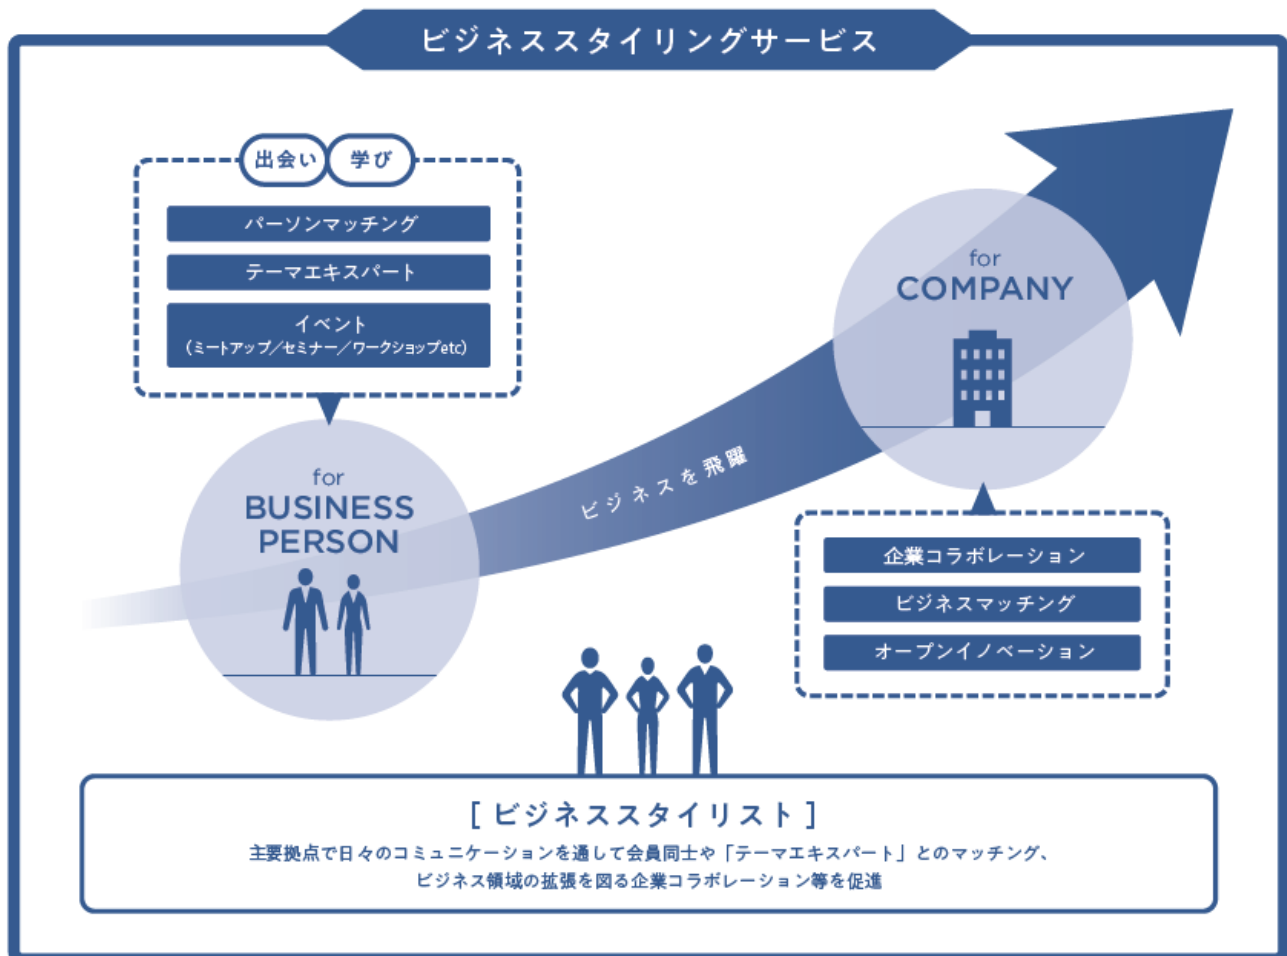 ビジネススタイリングサービス
出会い 学び
パーソンマッチング
テーマエキスパート
イベント
(ミートアップ／セミナー／ワークショップetc)
for
BUSINESS
PERSON
ビジネスを飛躍
for
COMPANY
企業コラボレーション
ビジネスマッチング
オープンイノベーション
[ ビジネススタイリスト ]
主要拠点で日々のコミュニケーションを通して会員同士や「テーマエキスパート」とのマッチング、
ビジネス領域の拡張を図る企業コラボレーション等を促進